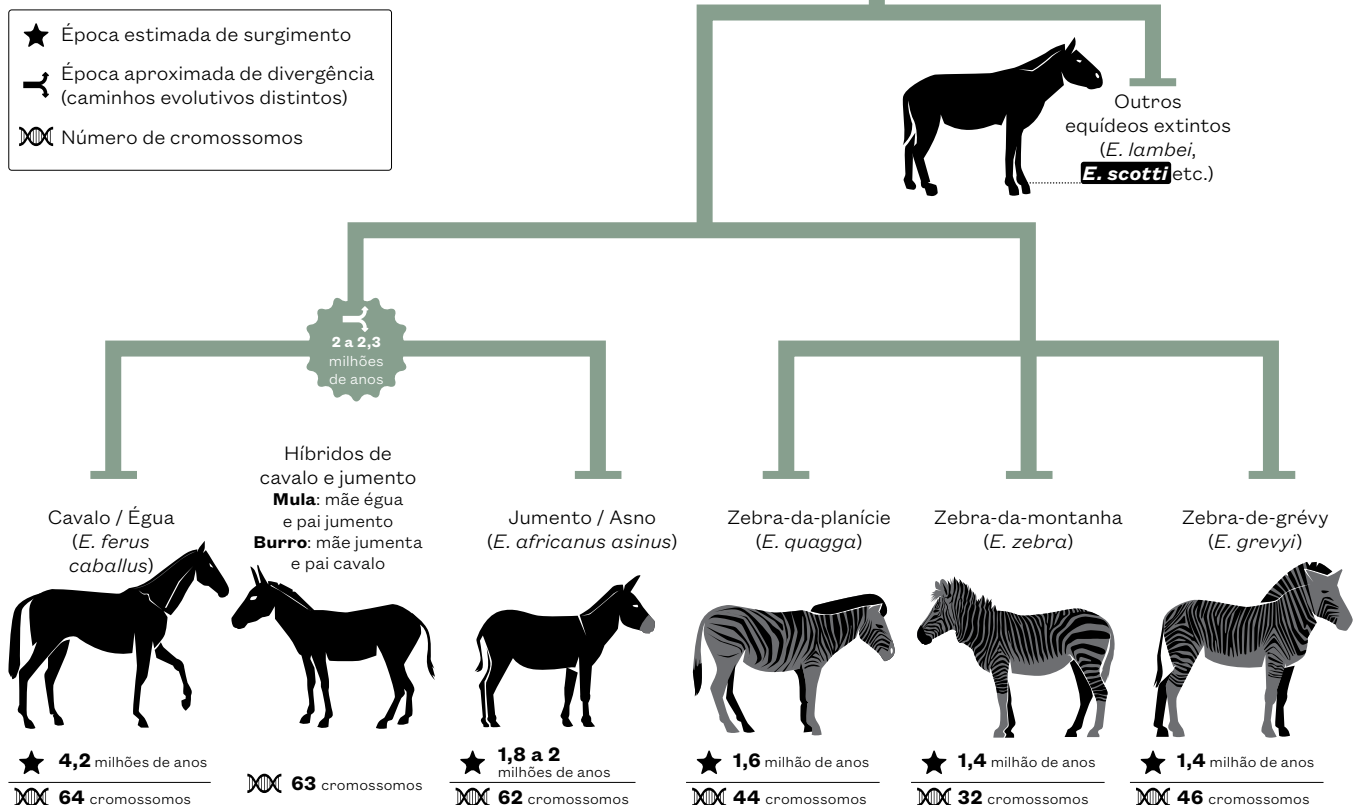 Época estimada de surgimento
Época aproximada de divergência
(caminhos evolutivos distintos)
Número de cromossomos
Outros
equídeos extintos
(E. lambei,
E. scotti etc.)
2 a 2,3
milhões
de anos
Cavalo / Égua
(E. ferus
caballus)
Híbridos de
cavalo e jumento
Mula: mãe égua
e pai jumento
Burro: mãe jumenta
e pai cavalo
Jumento / Asno
(E. africanus asinus)
Zebra-da-planície
(E. quagga)
Zebra-da-montanha
(E. zebra)
Zebra-de-grévy
(E. grevyi)
4,2 milhões de anos
64 cromossomos
63 cromossomos
1,8 a 2
milhões de anos
62 cromossomos
1,6 milhão de anos
44 cromossomos
1,4 milhão de anos
32 cromossomos
1,4 milhão de anos
46 cromossomos